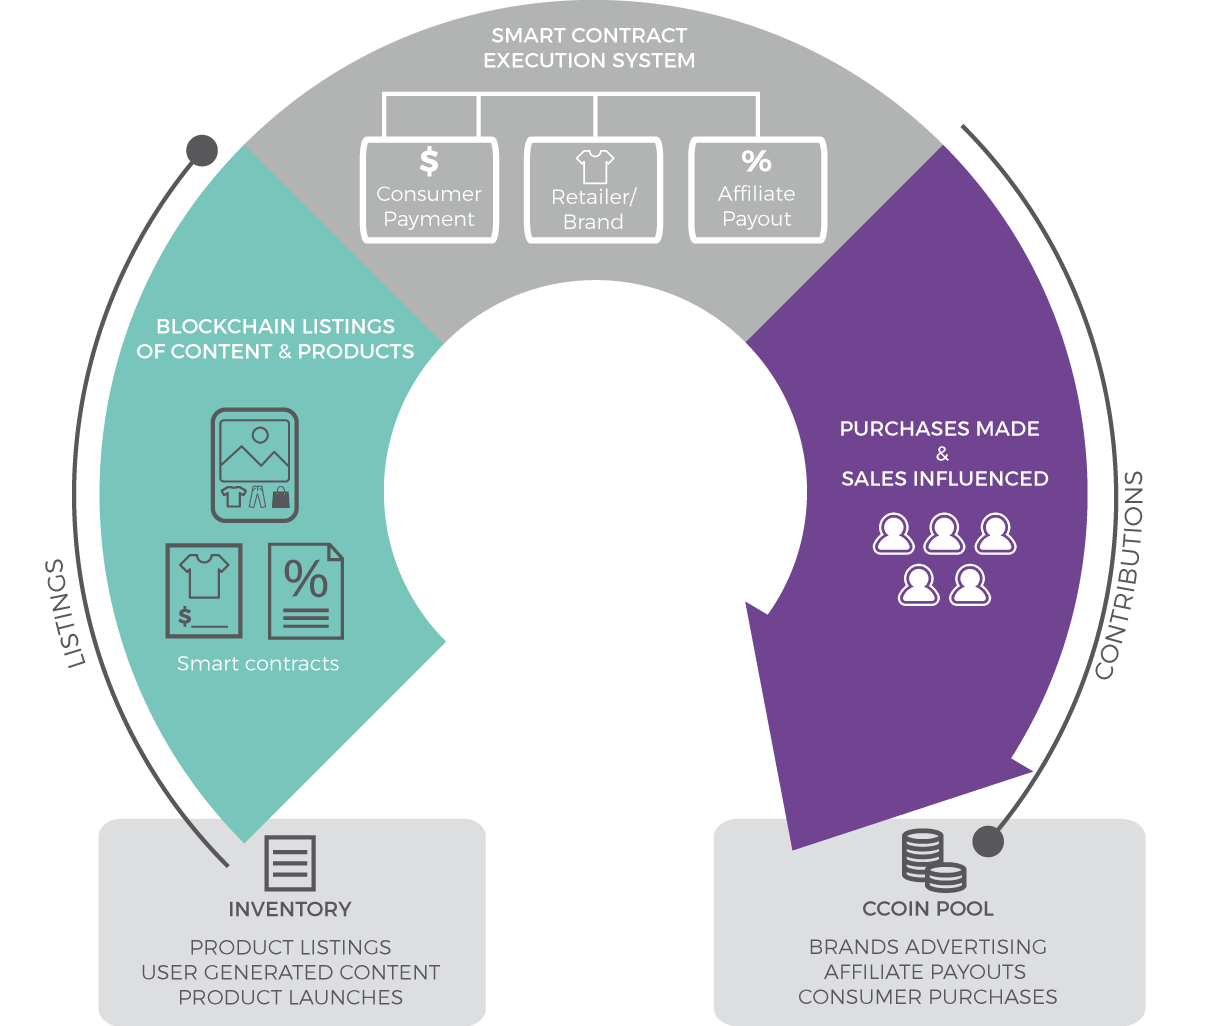 SMART CONTRACT
EXECUTION SYSTEM
$
Consumer
Payment
Retailer/
Brand
%
Affiliate
Payout
BLOCKCHAIN LISTINGS
OF CONTENT & PRODUCTS
$
%
Smart contracts
LISTINGS
PURCHASES MADE
&
SALES INFLUENCED
CONTRIBUTIONS
INVENTORY
PRODUCT LISTINGS
USER GENERATED CONTENT
PRODUCT LAUNCHES
CCOIN POOL
BRANDS ADVERTISING
AFFILIATE PAYOUTS
CONSUMER PURCHASES